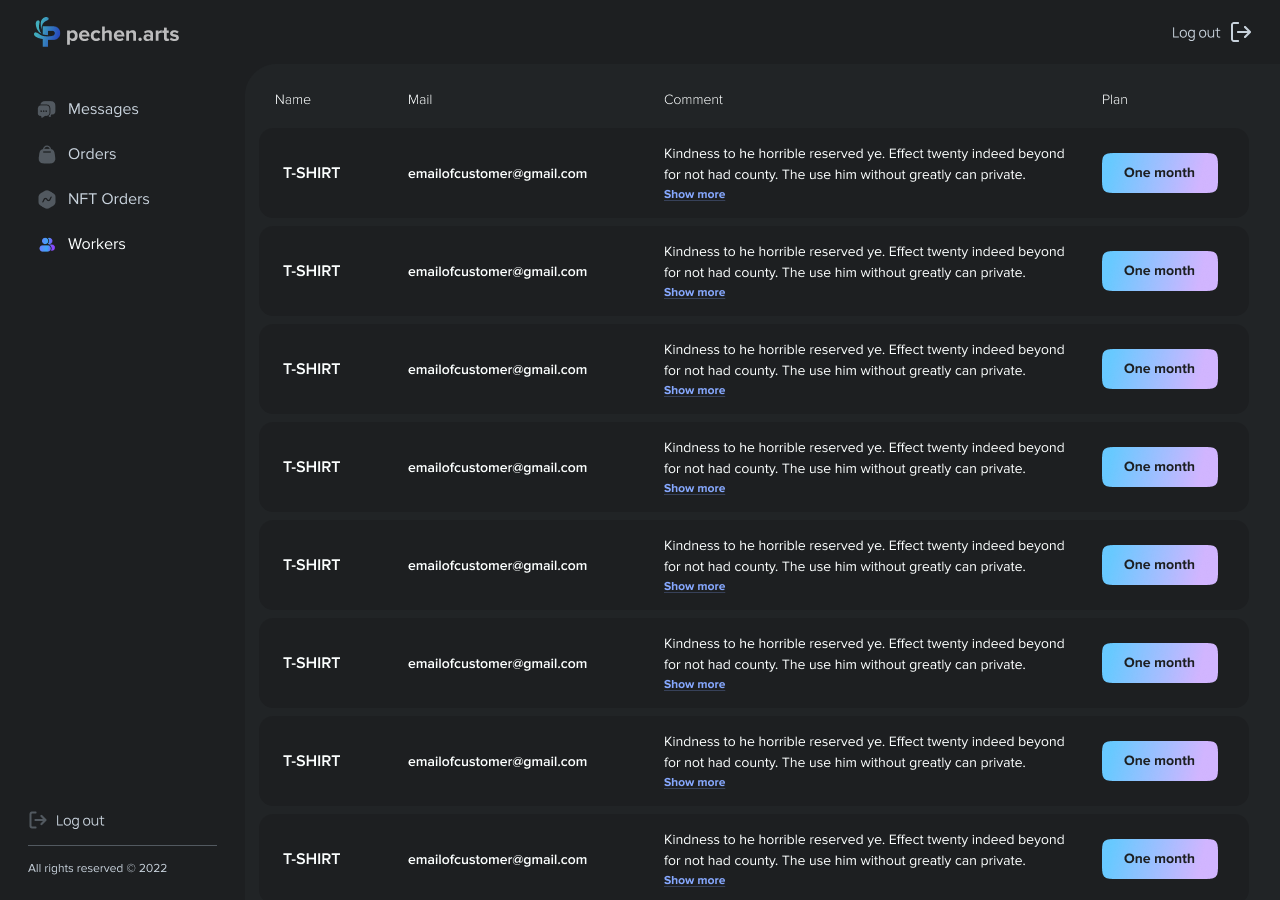 pechen.arts
Log out
Messages
Orders
NFT Orders
Workers
Name Mail Comment Plan
T-SHIRT emailofcustomer@gmail.com Kindness to he horrible reserved ye. Effect twenty indeed beyond
for not had county. The use him without greatly can private.
Show more
One month
T-SHIRT emailofcustomer@gmail.com Kindness to he horrible reserved ye. Effect twenty indeed beyond
for not had county. The use him without greatly can private.
Show more
One month
T-SHIRT emailofcustomer@gmail.com Kindness to he horrible reserved ye. Effect twenty indeed beyond
for not had county. The use him without greatly can private.
Show more
One month
T-SHIRT emailofcustomer@gmail.com Kindness to he horrible reserved ye. Effect twenty indeed beyond
for not had county. The use him without greatly can private.
Show more
One month
T-SHIRT emailofcustomer@gmail.com Kindness to he horrible reserved ye. Effect twenty indeed beyond
for not had county. The use him without greatly can private.
Show more
One month
T-SHIRT emailofcustomer@gmail.com Kindness to he horrible reserved ye. Effect twenty indeed beyond
for not had county. The use him without greatly can private.
Show more
One month
T-SHIRT emailofcustomer@gmail.com Kindness to he horrible reserved ye. Effect twenty indeed beyond
for not had county. The use him without greatly can private.
Show more
One month
T-SHIRT emailofcustomer@gmail.com Kindness to he horrible reserved ye. Effect twenty indeed beyond
for not had county. The use him without greatly can private.
Show more
One month
Log out
All rights reserved © 2022